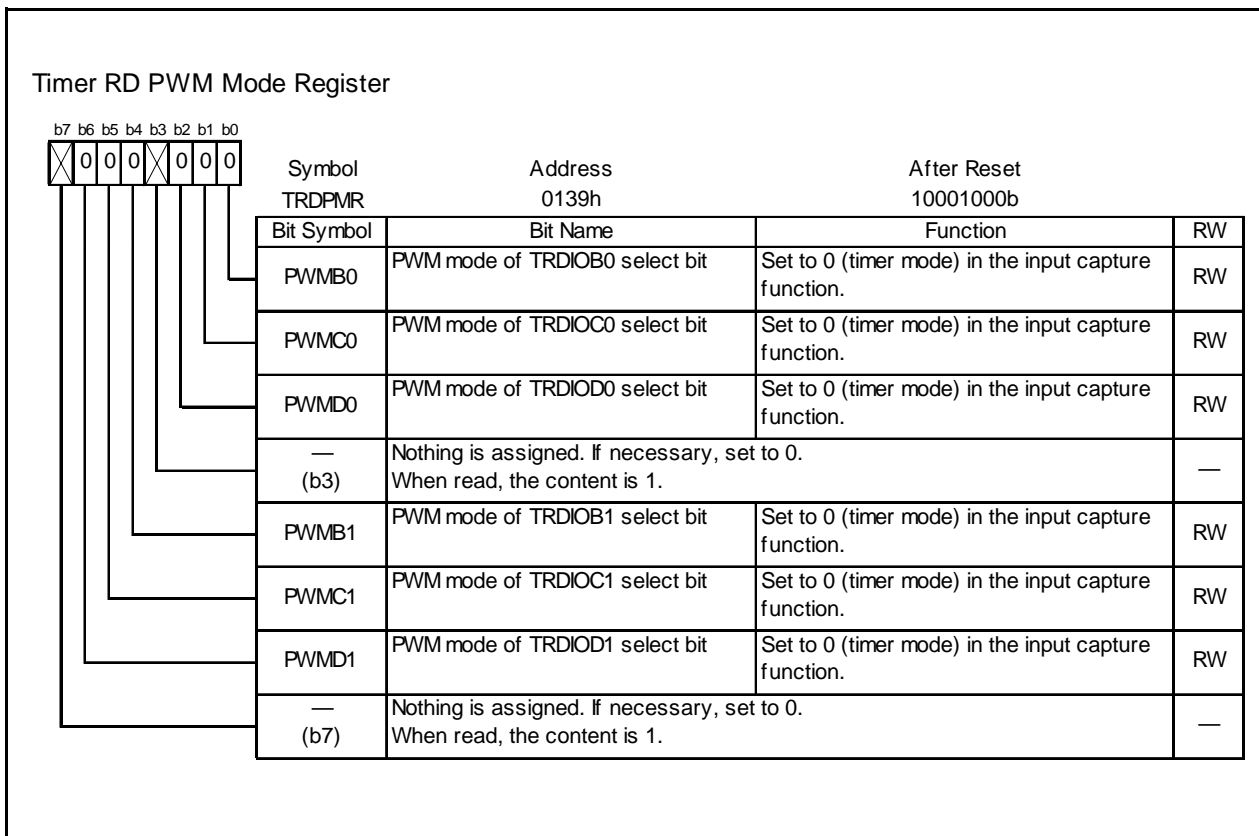 Timer RD PWM Mode Register
b7 b6 b5 b4 b3 b2 b1 b0
0 0 0 0 0 0
Symbol Address After Reset
TRDPMR 0139h 10001000b
Bit Symbol Bit Name Function RW
PWMB0 PWM mode of TRDIOB0 select bit Set to 0 (timer mode) in the input capture function. RW
PWMC0 PWM mode of TRDIOC0 select bit Set to 0 (timer mode) in the input capture function. RW
PWMD0 PWM mode of TRDIOD0 select bit Set to 0 (timer mode) in the input capture function. RW
— (b3) Nothing is assigned. If necessary, set to 0.
When read, the content is 1. —
PWMB1 PWM mode of TRDIOB1 select bit Set to 0 (timer mode) in the input capture function. RW
PWMC1 PWM mode of TRDIOC1 select bit Set to 0 (timer mode) in the input capture function. RW
PWMD1 PWM mode of TRDIOD1 select bit Set to 0 (timer mode) in the input capture function. RW
— (b7) Nothing is assigned. If necessary, set to 0.
When read, the content is 1. —